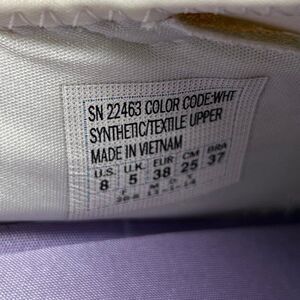 SN 22463 COLOR CODE:WHT
SYNTHETIC/TEXTILE UPPER
MADE IN VIETNAM
U.S. U.K. EUR CM BRA
8 5 38 25 37